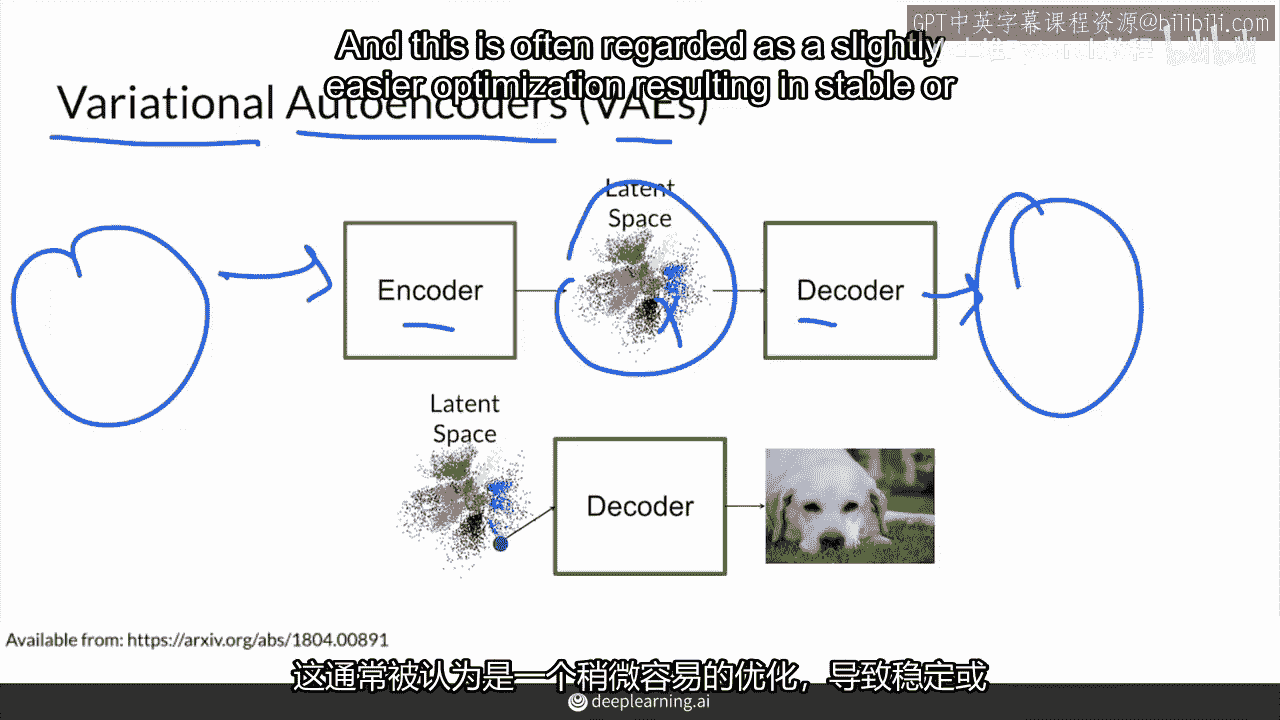 GPT中英字幕课程资源@bilibili.com
And this is often regarded as a slightly
easier optimization resulting in stable or
Variational Autoencoders (VAEs)
Latent
Space
Encoder
Decoder
Latent
Space
Decoder
Available from: https://arxiv.org/abs/1804.00891
这通常被认为是一个稍微容易的优化，导致稳定或
deeplearning.ai